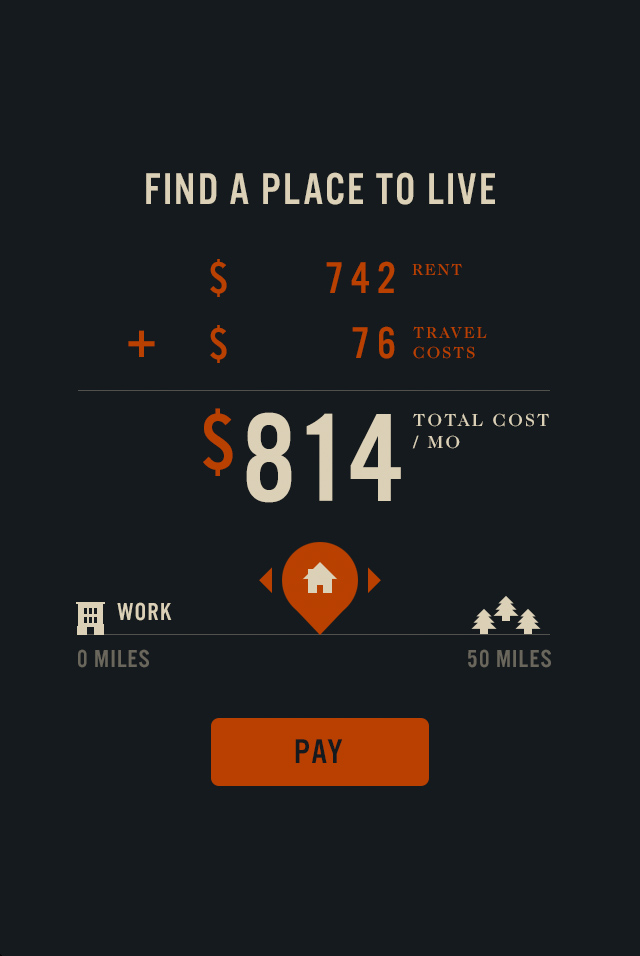 FIND A PLACE TO LIVE
$ 742 RENT
+ $ 76 TRAVEL
COSTS
$814 TOTAL COST
/ MO
WORK
0 MILES 50 MILES
PAY